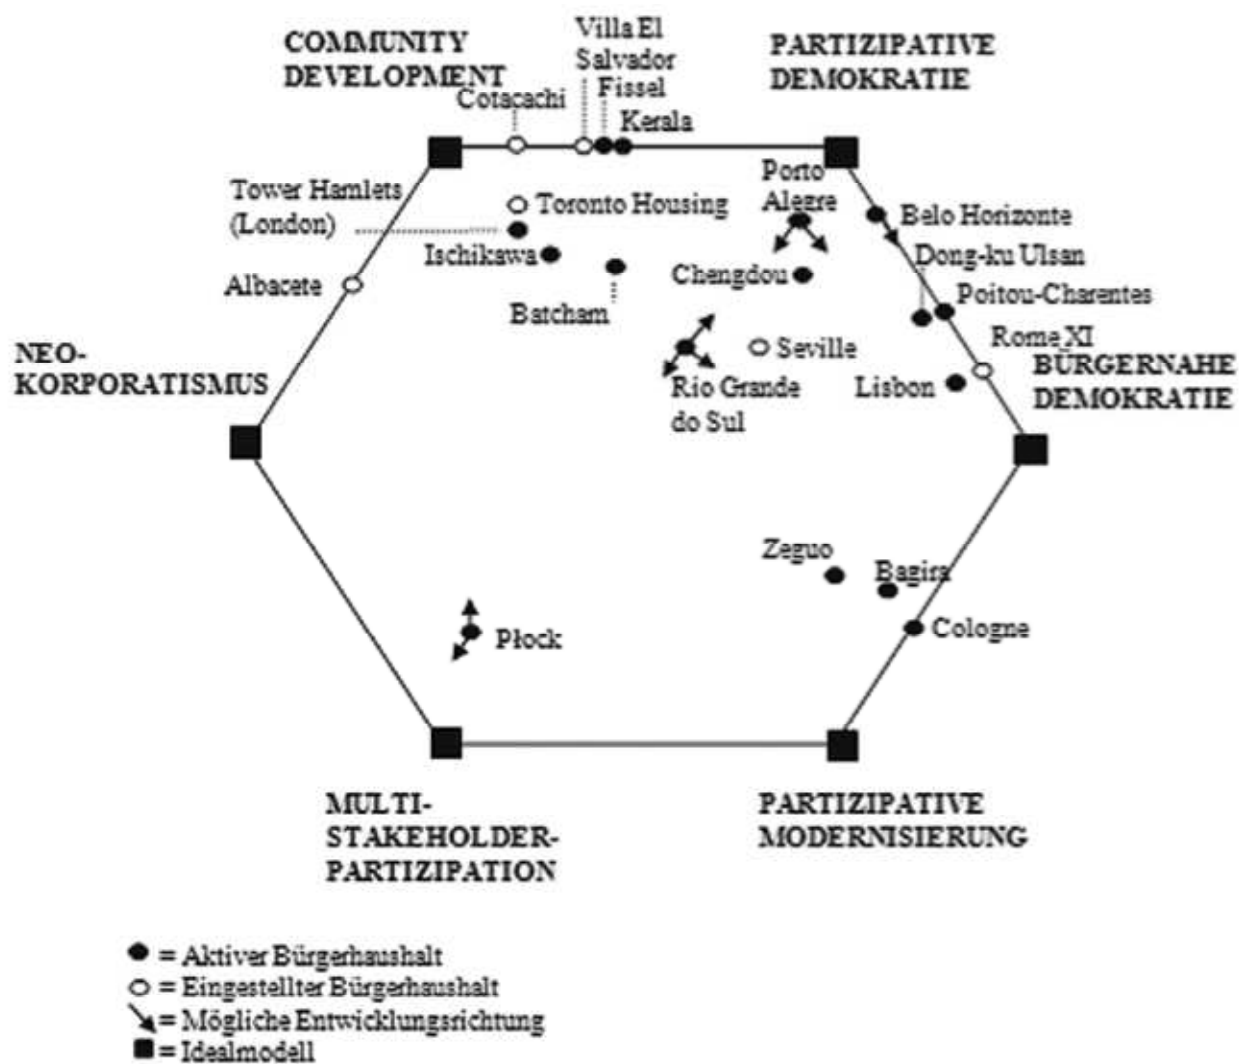 COMMUNITY
DEVELOPMENT
Villa El
Salvador
PARTIZIPATIVE
DEMOKRATIE
Cotacachi
Fissel
Kerala
Tower Hamlets
(London)
Toronto Housing
Porto
Alegre
Belo Horizonte
Ischikawa
Dong-ku Ulsan
Albacete
Chengdou
Batcham
Poitou-Charentes
NEO-
KORPORATISMUS
Seville
Rome XI
BÜRGERNAHE
DEMOKRATIE
Rio Grande
do Sul
Lisbon
Zeguo
Bagira
Płock
Cologne
MULTI-
STAKEHOLDER-
PARTIZIPATION
PARTIZIPATIVE
MODERNISIERUNG
= Aktiver Bürgerhaushalt
= Eingestellter Bürgerhaushalt
= Mögliche Entwicklungsrichtung
= Idealmodell